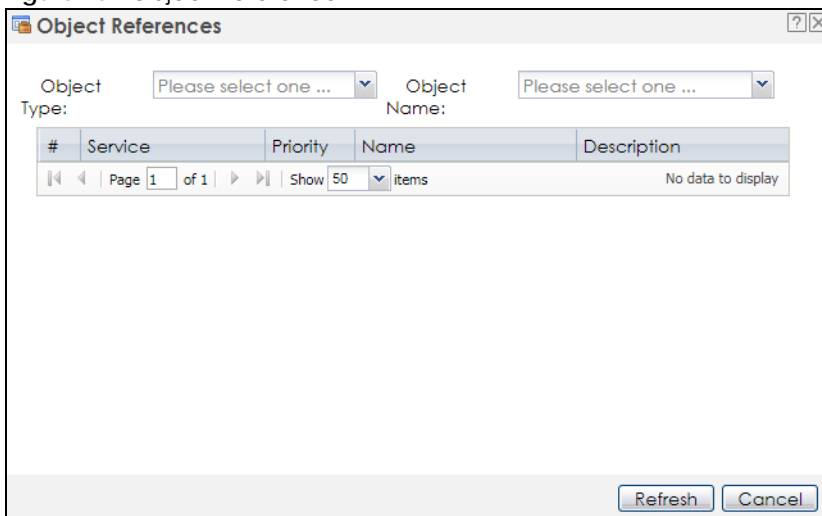 Object References
Object Type: Please select one ... Object Name: Please select one ...
# Service Priority Name Description
Page 1 of 1 Show 50 items No data to display
Refresh Cancel